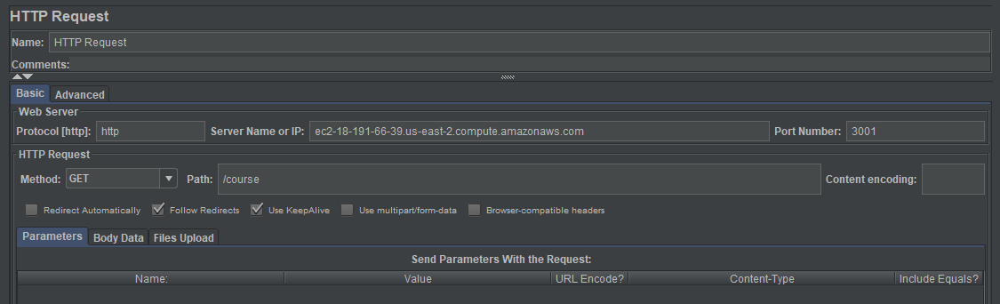 HTTP Request
Name: HTTP Request
Comments:
Basic Advanced
Web Server
Protocol [http]: http Server Name or IP: ec2-18-191-66-39.us-east-2.compute.amazonaws.com Port Number: 3001
HTTP Request
Method: GET Path: /course Content encoding:
Redirect Automatically Follow Redirects Use KeepAlive Use multipart/form-data Browser-compatible headers
Parameters Body Data Files Upload
Send Parameters With the Request:
Name: Value URL Encode? Content-Type Include Equals?